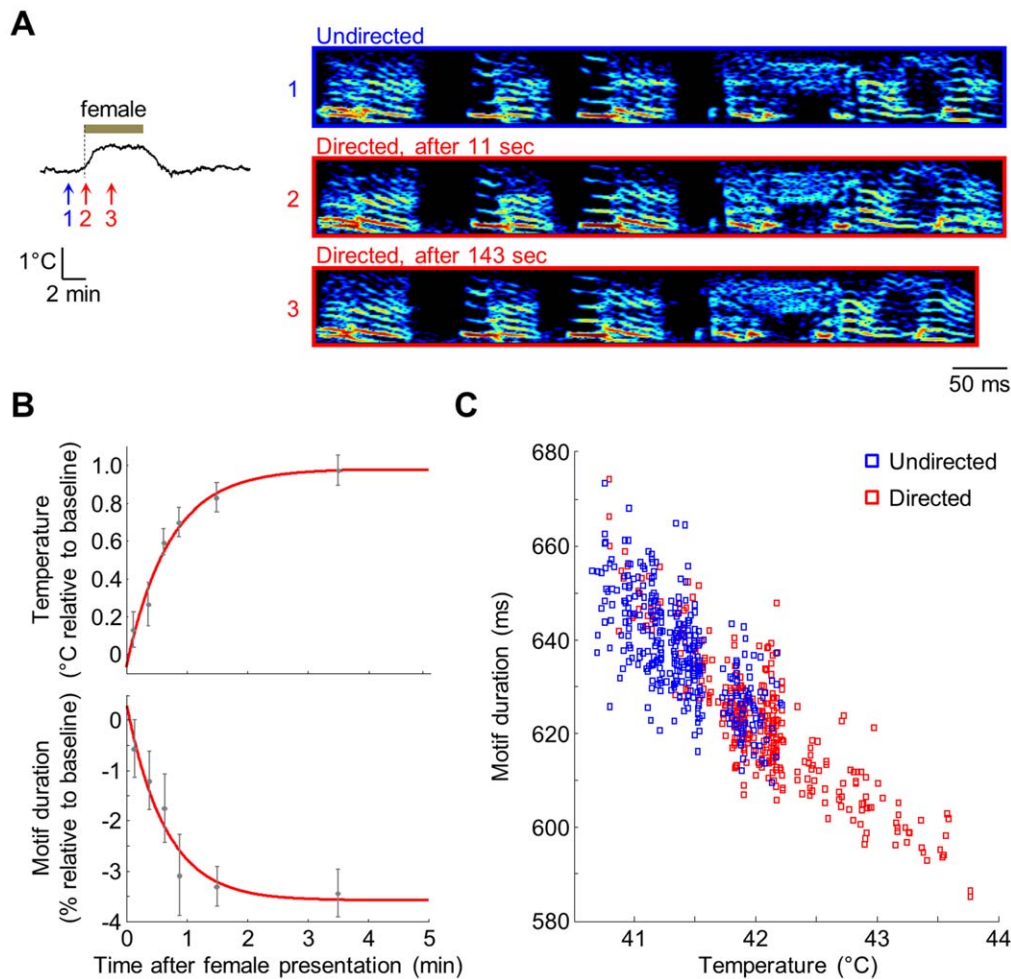 A
female
1 2 3
1°C
2 min
Undirected
1
Directed, after 11 sec
2
Directed, after 143 sec
3
50 ms
B
Temperature
(°C relative to baseline)
1.0
0.8
0.6
0.4
0.2
0
Motif duration
(% relative to baseline)
0
-1
-2
-3
-4
0 1 2 3 4 5
Time after female presentation (min)
C
Motif duration (ms)
680
660
640
620
600
580
Undirected
Directed
41 42 43 44
Temperature (°C)